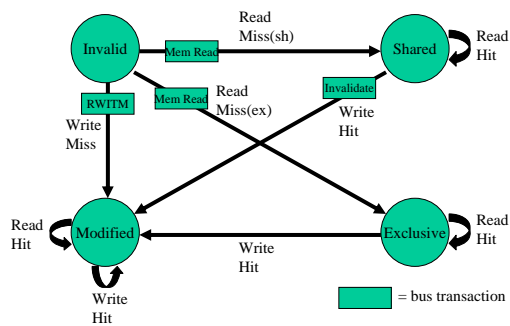 Read
Miss(sh)
Invalid
Mem Read
Shared
Read
Hit
RWITM
Mem Read
Read
Miss(ex)
Invalidate
Write
Miss
Write
Hit
Read
Hit
Modified
Exclusive
Read
Hit
Write
Hit
Write
Hit
= bus transaction